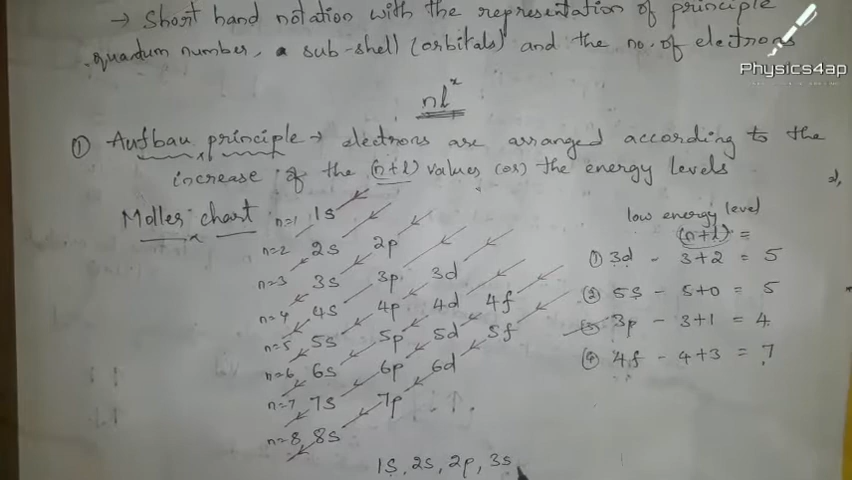 → Short hand notation with the representation of principle
quantum number, sub-shell (orbitals) and the no. of electrons
Physics4ap
nlˣ
① Aufbau principle → electrons are arranged according to the
increase of the (n+l) values (or) the energy levels
Moller chart
n=1 1s
n=2 2s 2p
n=3 3s 3p 3d
n=4 4s 4p 4d 4f
n=5 5s 5p 5d 5f
n=6 6s 6p 6d
n=7 7s 7p
n=8 8s
low energy level
(n+l) =
① 3d - 3+2 = 5
② 5s - 5+0 = 5
③ 3p - 3+1 = 4
④ 4f - 4+3 = 7
1s, 2s, 2p, 3s